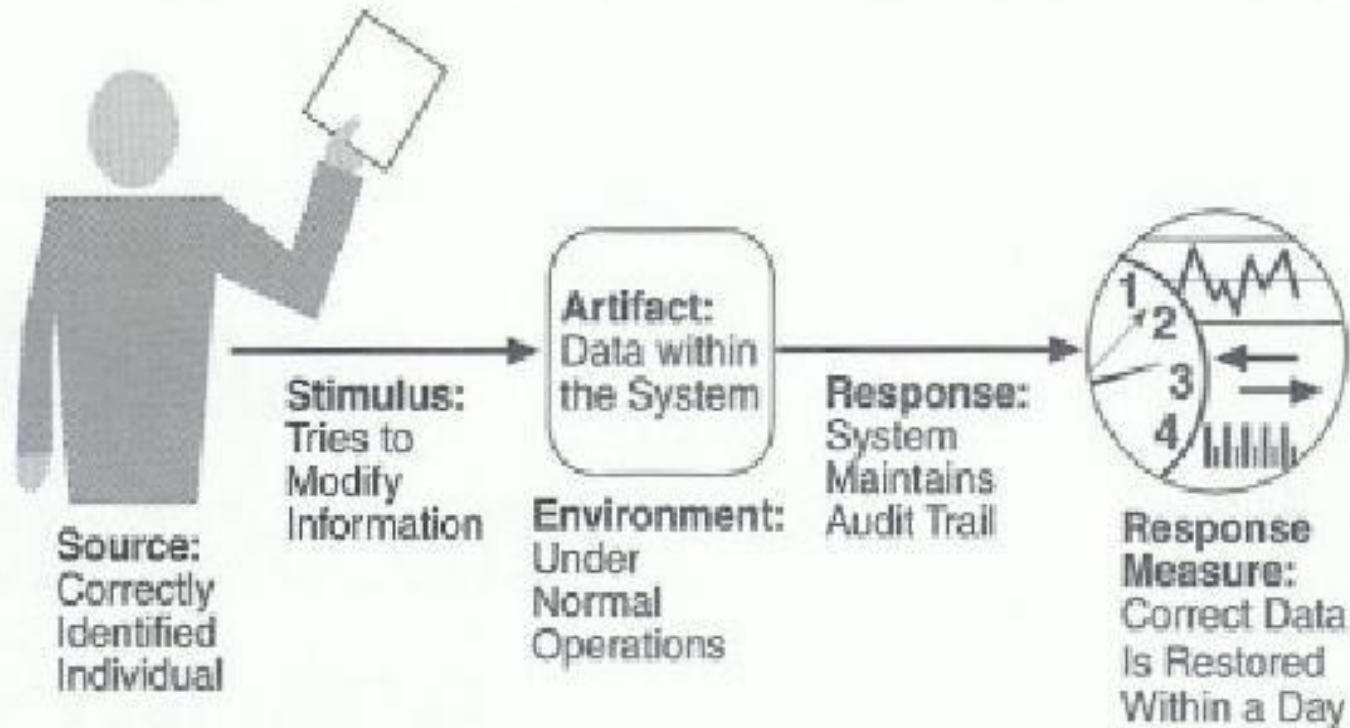 Source:
Correctly
Identified
Individual
Stimulus:
Tries to
Modify
Information
Artifact:
Data within
the System
Environment:
Under
Normal
Operations
Response:
System
Maintains
Audit Trail
1
2
3
4
Response
Measure:
Correct Data
Is Restored
Within a Day